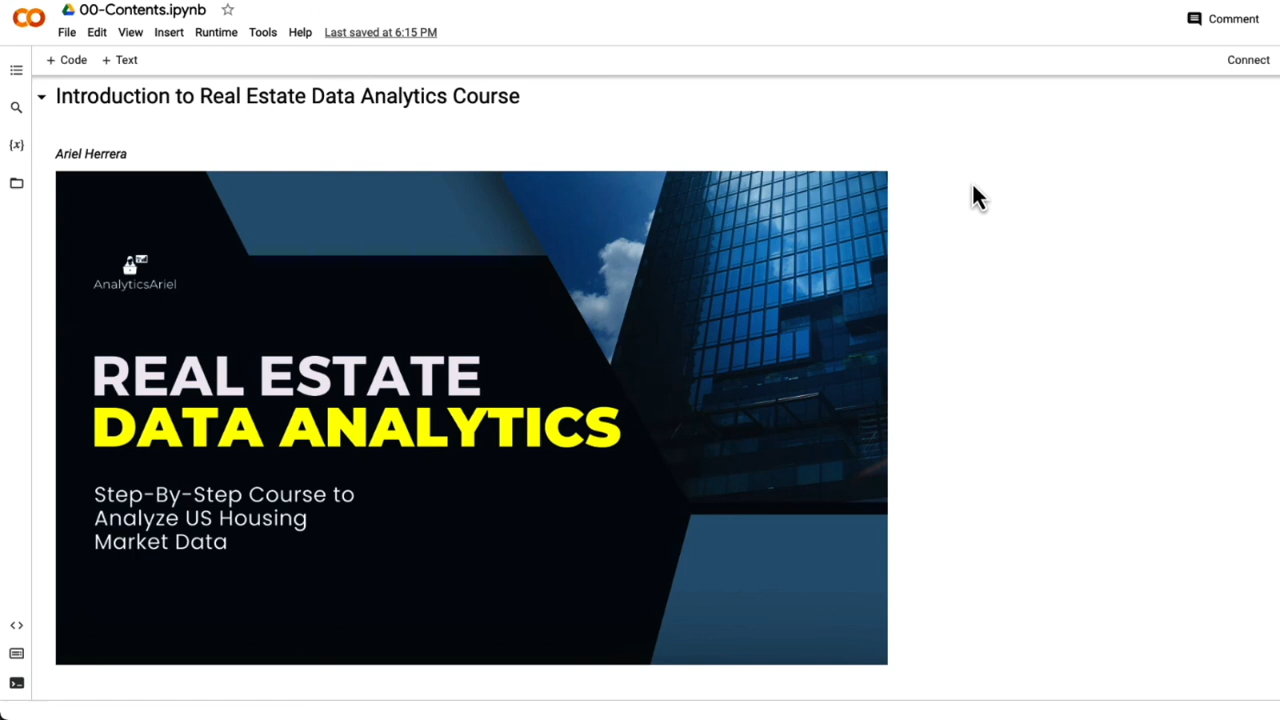 00-Contents.ipynb
File Edit View Insert Runtime Tools Help Last saved at 6:15 PM
Comment
+ Code + Text
Connect
{x}
Introduction to Real Estate Data Analytics Course
Ariel Herrera
AnalyticsAriel
REAL ESTATE
DATA ANALYTICS
Step-By-Step Course to
Analyze US Housing
Market Data